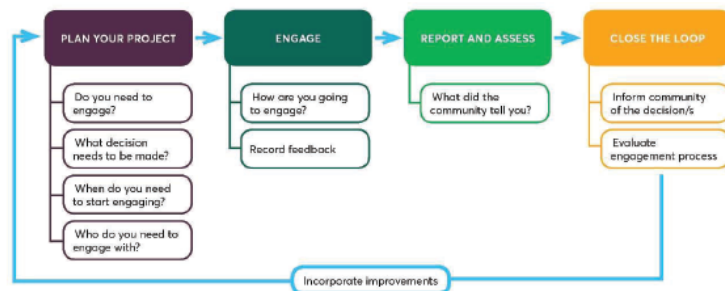 PLAN YOUR PROJECT
Do you need to
engage?
What decision
needs to be made?
When do you need
to start engaging?
Who do you need to
engage with?
ENGAGE
How are you going
to engage?
Record feedback
REPORT AND ASSESS
What did the
community tell you?
CLOSE THE LOOP
Inform community
of the decision/s
Evaluate
engagement process
Incorporate improvements